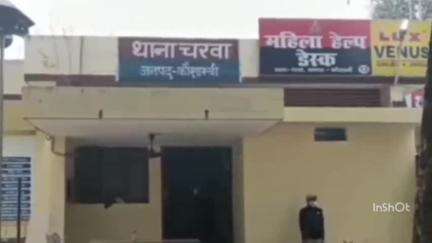 थाना चरवा
जनपद-कौशाम्बी
महिला हेल्प
डेस्क
LUX
VENUS
InShOt